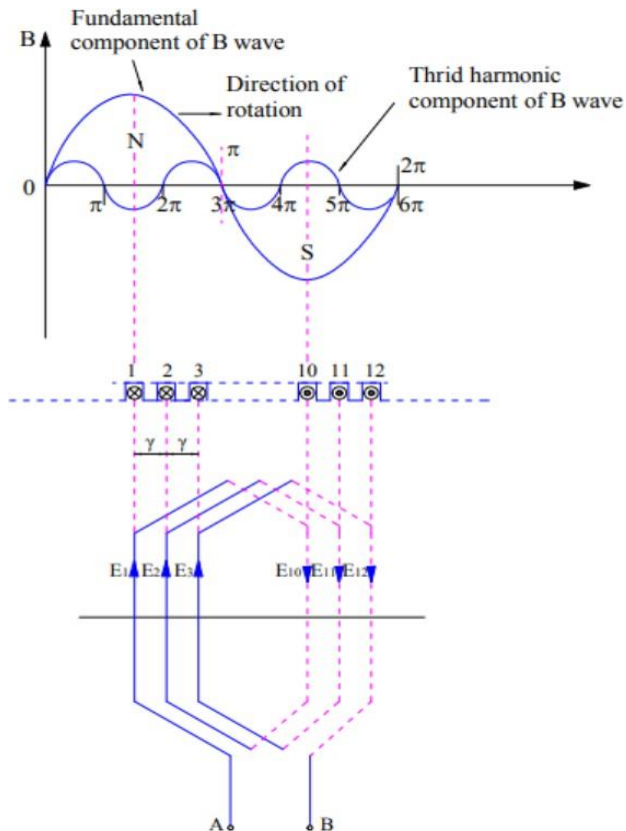 Fundamental
component of B wave
B
Direction of
rotation
Thrid harmonic
component of B wave
N
π
2π
0
π
2π
3π
4π
5π
6π
S
1 2 3 10 11 12
γ γ
E1 E2 E3 E10 E11 E12
A B